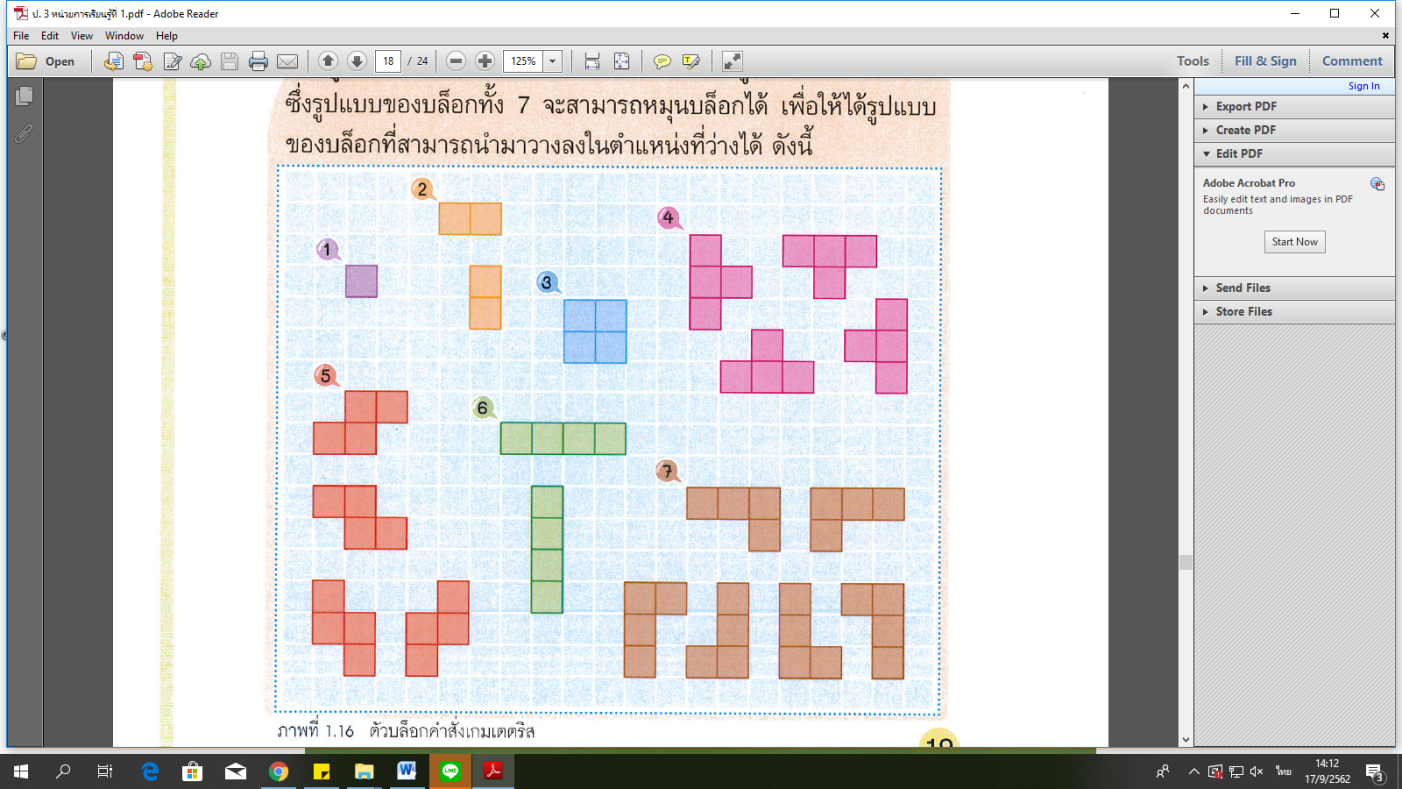 ป. 3 หน่วยการเรียนรู้ที่ 1.pdf - Adobe Reader
File Edit View Window Help
Open 18 / 24 125% Tools Fill & Sign Comment
Sign In
Export PDF
Create PDF
Edit PDF
Adobe Acrobat Pro
Easily edit text and images in PDF
documents
Start Now
Send Files
Store Files
ซึ่งรูปแบบของบล็อกทั้ง 7 จะสามารถหมุนบล็อกได้ เพื่อให้ได้รูปแบบ
ของบล็อกที่สามารถนำมาวางลงในตำแหน่งที่ว่างได้ ดังนี้
1
2
3
4
5
6
7
ภาพที่ 1.16 ตัวบล็อกคำสั่งเกมเตตริส
ไทย
14:12
17/9/2562
3